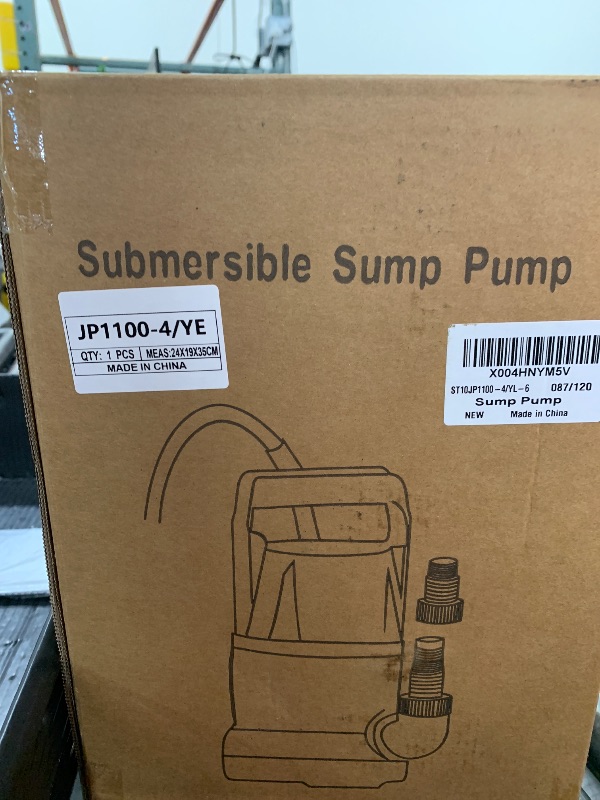 Submersible Sump Pump
JP1100-4/YE
QTY: 1 PCS MEAS:24X19X35CM
MADE IN CHINA
X004HNYM5V
ST10JP1100-4/YL-6 087/120
Sump Pump
NEW Made in China